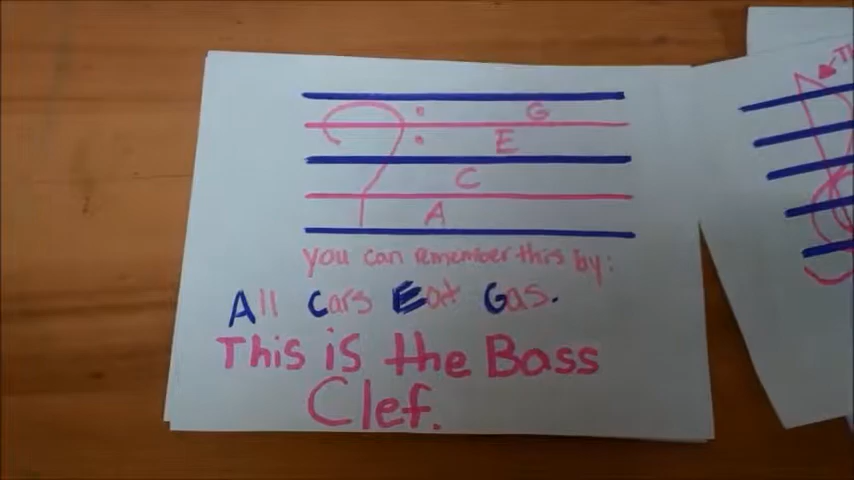 G
E
C
A
you can remember this by:
All Cars Eat Gas.
This is the Bass
Clef.